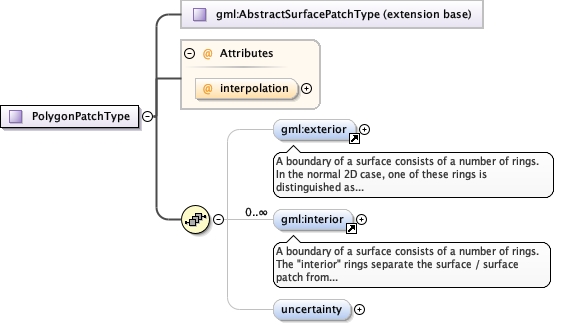 gml:AbstractSurfacePatchType (extension base)
@ Attributes
@ interpolation
PolygonPatchType
gml:exterior
A boundary of a surface consists of a number of rings.
In the normal 2D case, one of these rings is
distinguished as...
0..∞
gml:interior
A boundary of a surface consists of a number of rings.
The "interior" rings separate the surface / surface
patch from...
uncertainty